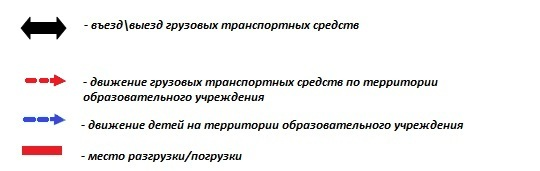 - въезд\выезд грузовых транспортных средств
- движение грузовых транспортных средств по территории
образовательного учреждения
- движение детей на территории образовательного учреждения
- место разгрузки/погрузки